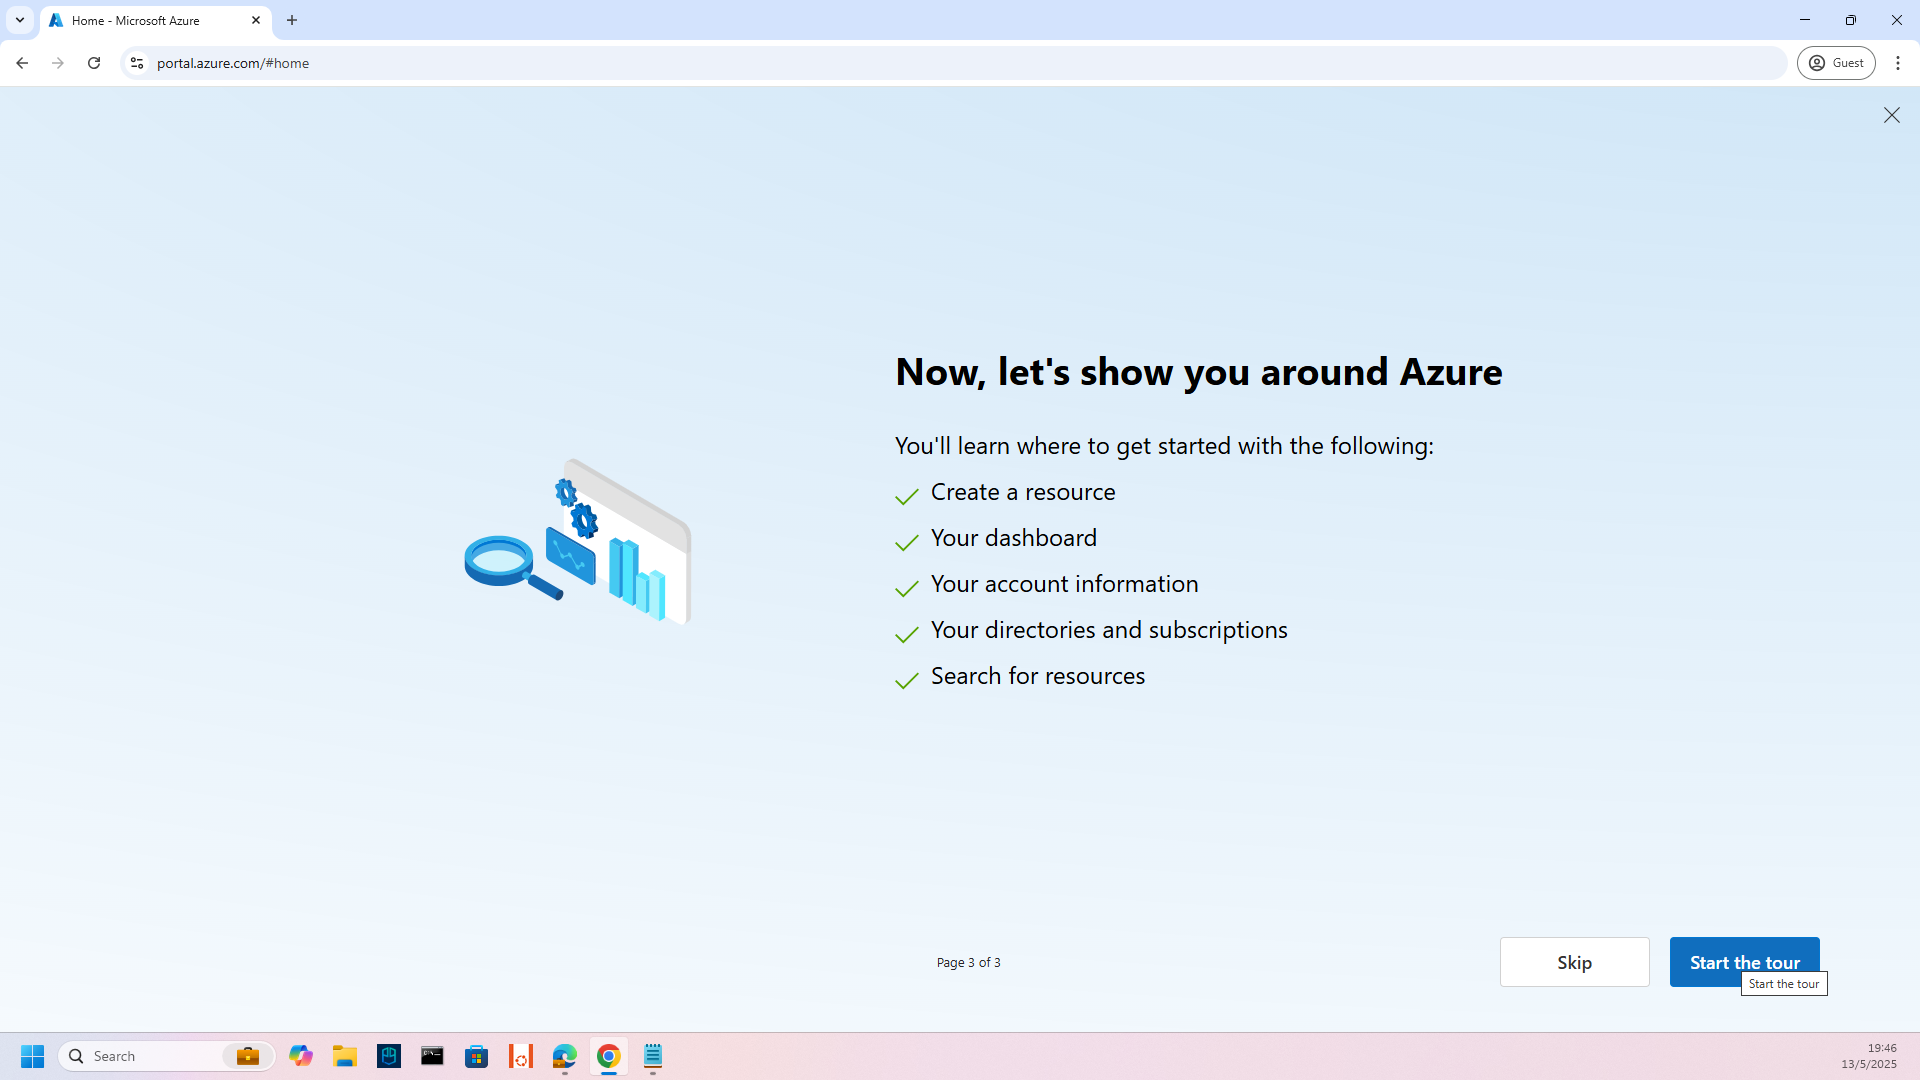 Home - Microsoft Azure
portal.azure.com/#home
Guest
Now, let's show you around Azure
You'll learn where to get started with the following:
Create a resource
Your dashboard
Your account information
Your directories and subscriptions
Search for resources
Page 3 of 3
Skip
Start the tour
Start the tour
Search
19:46
13/5/2025